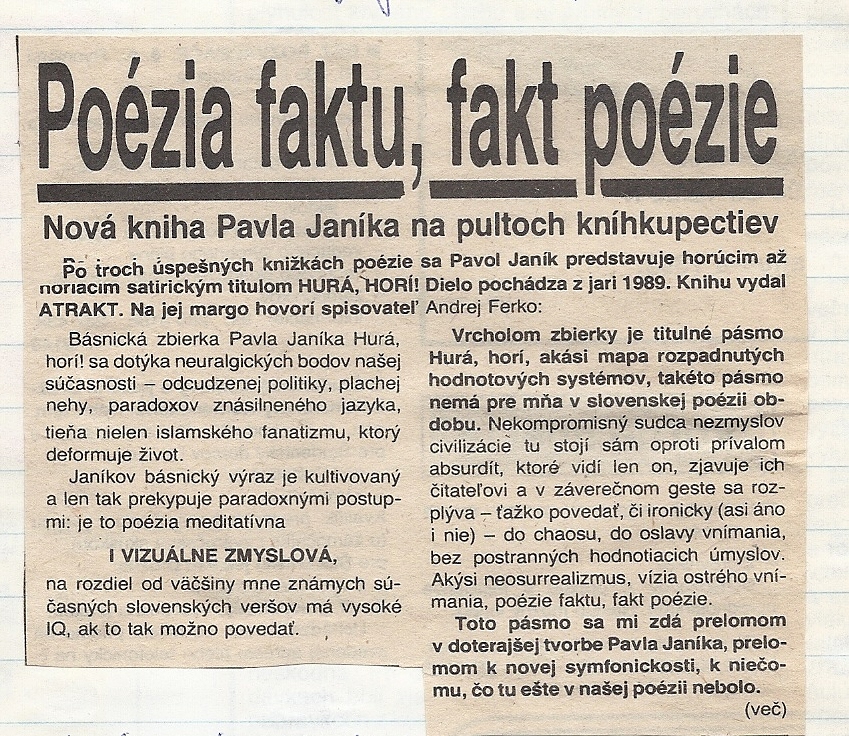 Poézia faktu, fakt poézie
Nová kniha Pavla Janíka na pultoch kníhkupectiev
Po troch úspešných knižkách poézie sa Pavol Janík predstavuje horúcim až
horiacim satirickým titulom HURÁ, HORÍ! Dielo pochádza z jari 1989. Knihu vydal
ATRAKT. Na jej margo hovorí spisovateľ Andrej Ferko:
Básnická zbierka Pavla Janíka Hurá,
horí! sa dotýka neuralgických bodov našej
súčasnosti – odcudzenej politiky, plachej
nehy, paradoxov znásilneného jazyka,
tieňa nielen islamského fanatizmu, ktorý
deformuje život.
Janíkov básnický výraz je kultivovaný
a len tak prekypuje paradoxnými postup-
mi: je to poézia meditatívna
I VIZUÁLNE ZMYSLOVÁ,
na rozdiel od väčšiny mne známych sú-
časných slovenských veršov má vysoké
IQ, ak to tak možno povedať.
Vrcholom zbierky je titulné pásmo
Hurá, horí, akási mapa rozpadnutých
hodnotových systémov, takéto pásmo
nemá pre mňa v slovenskej poézii ob-
dobu. Nekompromisný sudca nezmyslov
civilizácie tu stojí sám oproti prívalom
absurdít, ktoré vidí len on, zjavuje ich
čitateľovi a v záverečnom geste sa roz-
plýva – ťažko povedať, či ironicky (asi áno
i nie) – do chaosu, do oslavy vnímania,
bez postranných hodnotiacich úmyslov.
Akýsi neosurrealizmus, vízia ostrého vní-
mania, poézie faktu, fakt poézie.
Toto pásmo sa mi zdá prelomom
v doterajšej tvorbe Pavla Janíka, prelo-
mom k novej symfonickosti, k niečo-
mu, čo tu ešte v našej poézii nebolo.
(več)